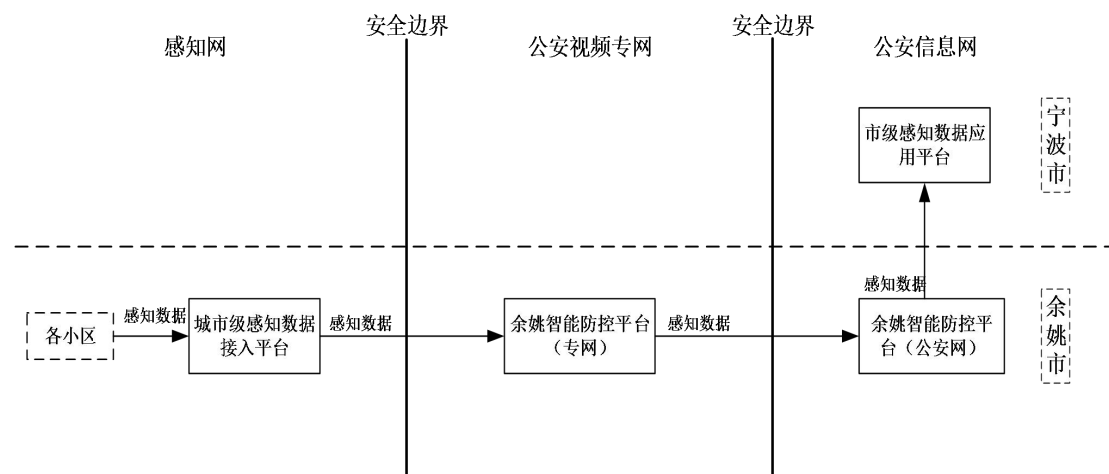 感知网
安全边界
公安视频专网
安全边界
公安信息网
市级感知数据应
用平台
宁波市
各小区
感知数据
城市级感知数据
接入平台
感知数据
余姚智能防控平台
（专网）
感知数据
余姚智能防控平
台（公安网）
感知数据
余姚市